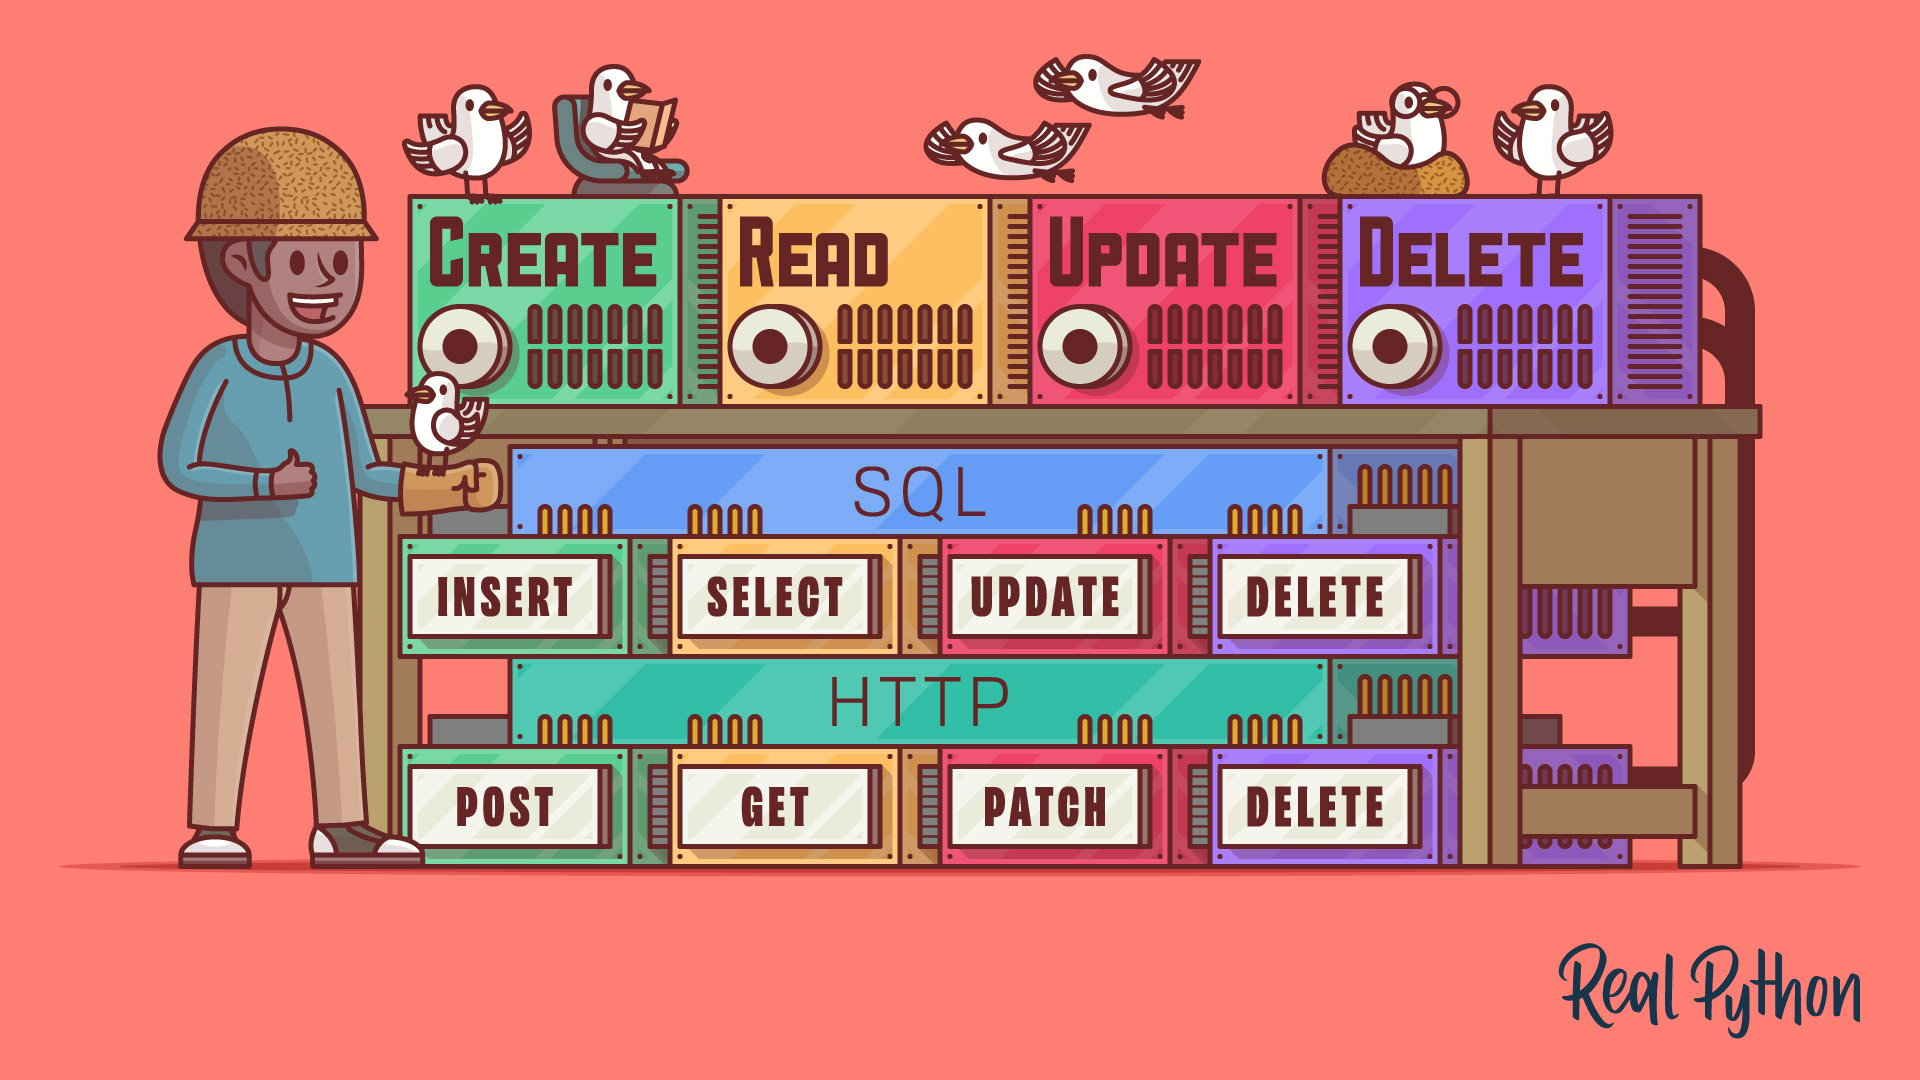 CREATE READ UPDATE DELETE
SQL
INSERT SELECT UPDATE DELETE
HTTP
POST GET PATCH DELETE
Real Python